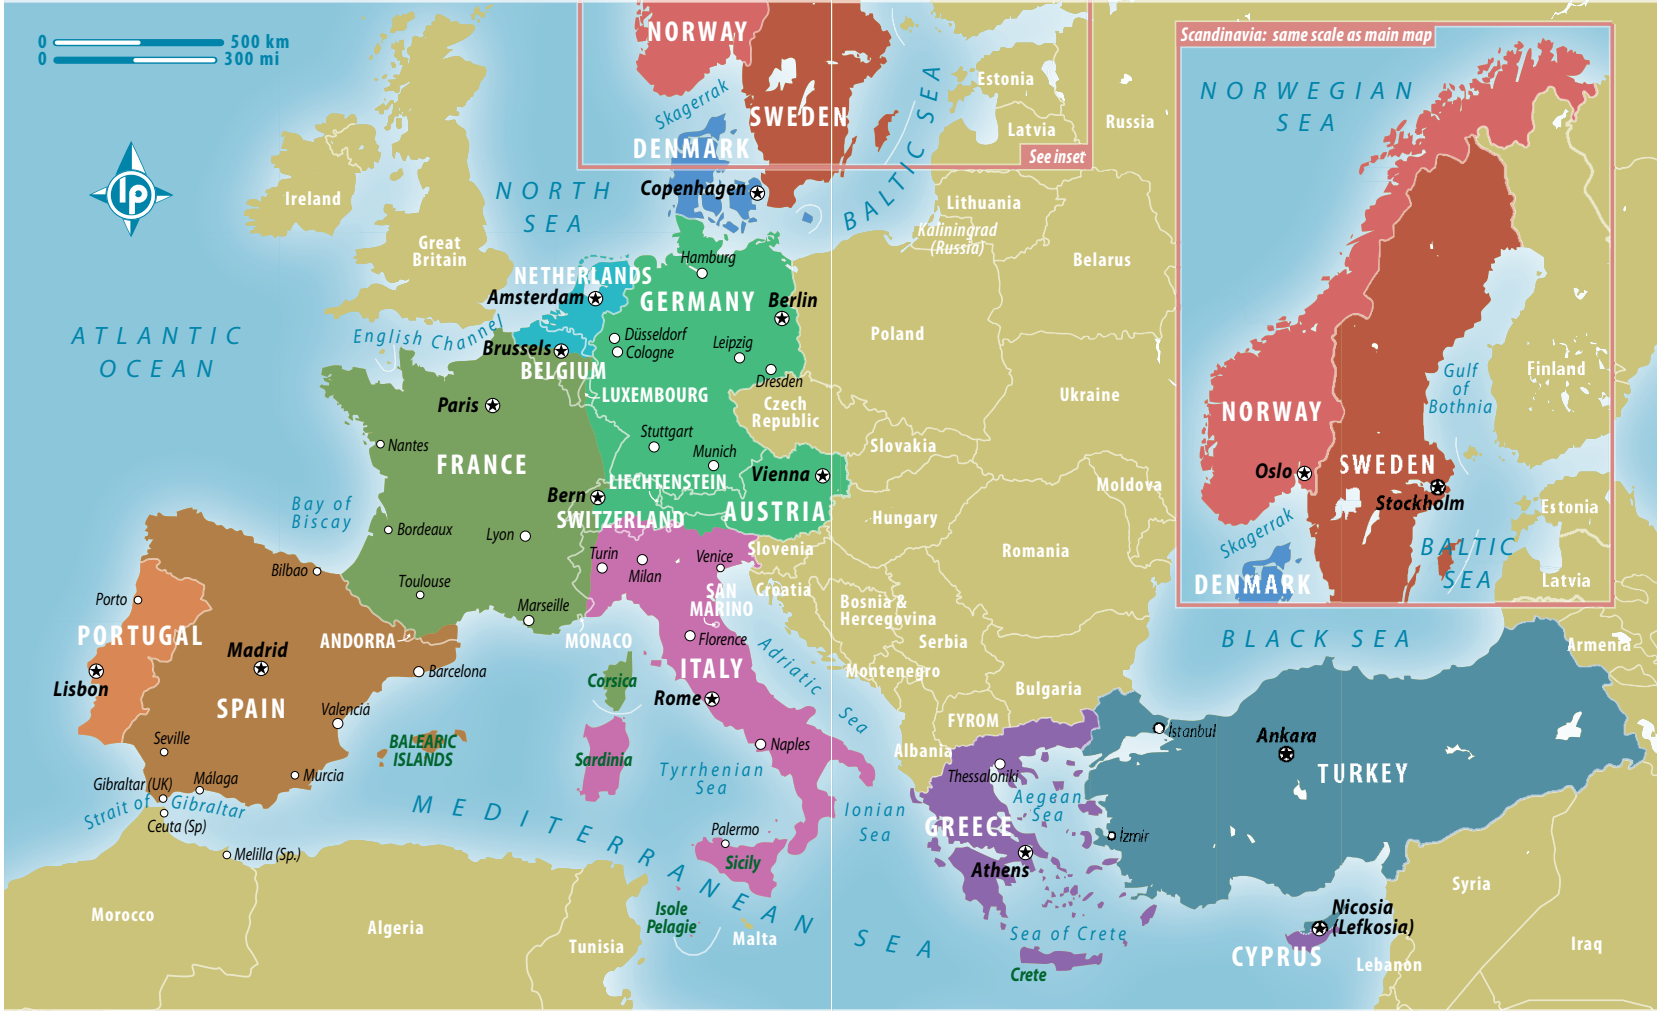 0 500 km
0 300 mi
lp
NORWAY
Skagerrak
SWEDEN
DENMARK
Copenhagen
BALTIC SEA
Estonia
Latvia
Russia
See inset
Lithuania
Kaliningrad
(Russia)
Belarus
Scandinavia: same scale as main map
NORWEGIAN
SEA
NORWAY
Oslo
SWEDEN
Stockholm
Gulf
of
Bothnia
Finland
Estonia
Latvia
BALTIC
SEA
Skagerrak
DENMARK
Ireland
Great
Britain
NORTH
SEA
ATLANTIC
OCEAN
English Channel
NETHERLANDS
Amsterdam
Brussels
BELGIUM
LUXEMBOURG
Hamburg
GERMANY
Berlin
Düsseldorf
Cologne
Leipzig
Dresden
Stuttgart
Munich
Czech
Republic
Poland
Ukraine
Slovakia
Moldova
Hungary
Romania
Vienna
AUSTRIA
LIECHTENSTEIN
Bern
SWITZERLAND
Paris
Nantes
FRANCE
Bay of
Biscay
Bordeaux
Lyon
Toulouse
Marseille
MONACO
Bilbao
Porto
PORTUGAL
Lisbon
Madrid
SPAIN
ANDORRA
Barcelona
Valencia
BALEARIC
ISLANDS
Seville
Málaga
Murcia
Gibraltar (UK)
Strait of Gibraltar
Ceuta (Sp)
Melilla (Sp.)
Morocco
Algeria
Tunisia
Turin
Milan
Venice
SAN
MARINO
Florence
ITALY
Rome
Naples
Corsica
Sardinia
Tyrrhenian
Sea
Palermo
Sicily
Isole
Pelagie
Malta
MEDITERRANEAN SEA
Adriatic Sea
Ionian
Sea
Slovenia
Croatia
Bosnia &
Hercegovina
Serbia
Montenegro
Bulgaria
FYROM
Albania
Thessaloniki
Aegean
Sea
GREECE
Athens
Sea of Crete
Crete
BLACK SEA
İstanbul
Ankara
TURKEY
İzmir
Armenia
Nicosia
(Lefkosia)
CYPRUS
Syria
Lebanon
Iraq